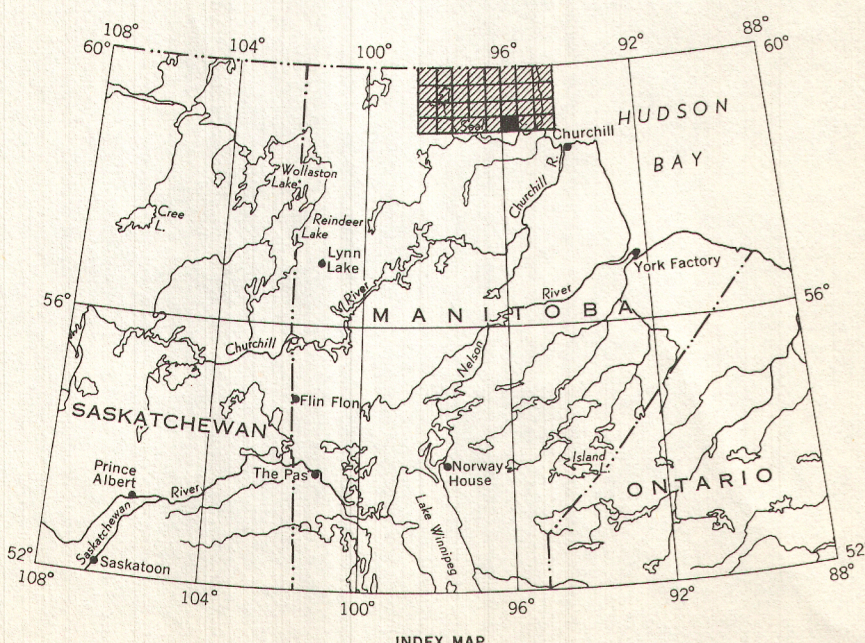 108°
104°
100°
96°
92°
88°
60°
60°
HUDSON
BAY
Seal
Churchill
Churchill R.
Wollaston
Lake
Cree
L.
Reindeer
Lake
Lynn
Lake
River
York Factory
River
56°
56°
MANITOBA
Churchill
Nelson
Flin Flon
SASKATCHEWAN
Prince
Albert
The Pas
River
Norway
House
Island
ONTARIO
Lake Winnipeg
Saskatchewan
Saskatoon
52°
52
108°
104°
100°
96°
92°
88°
INDEX MAP